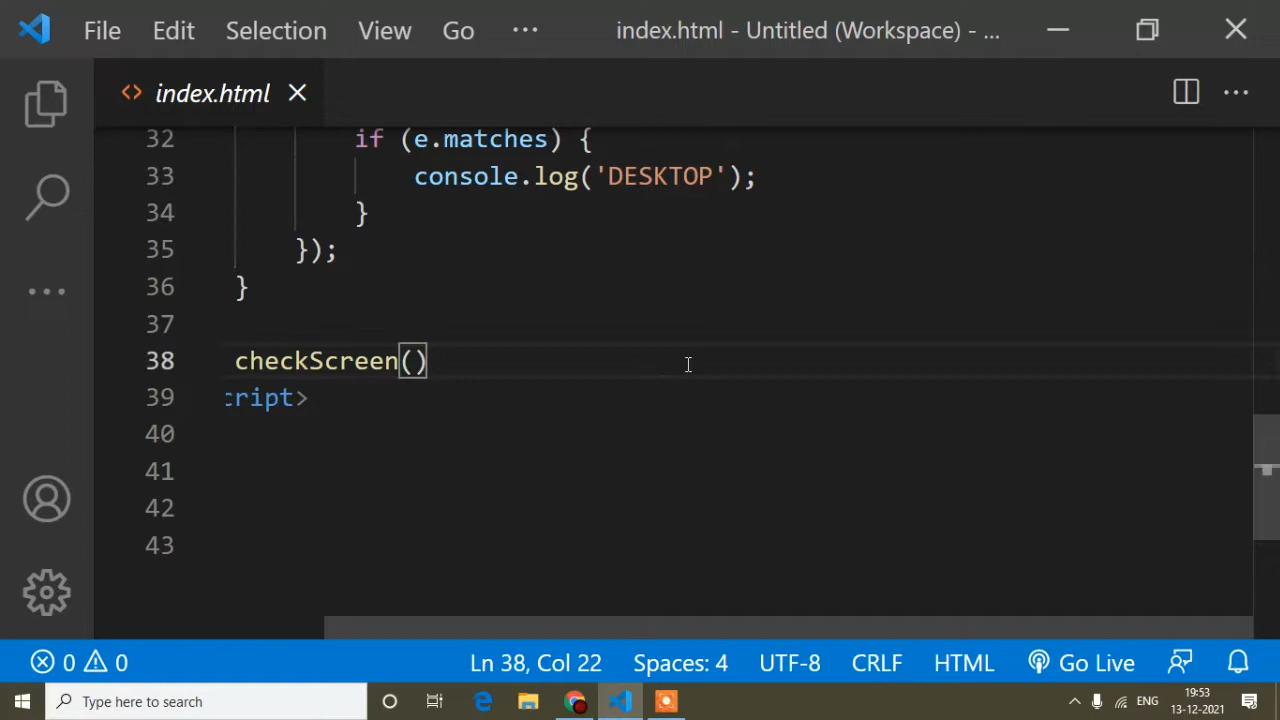 File Edit Selection View Go ··· index.html - Untitled (Workspace) - ...
<> index.html ×
32 if (e.matches) {
33 console.log('DESKTOP');
34 }
35 });
36 }
37
38 checkScreen()
39 cript>
40
41
42
43
0 0 Ln 38, Col 22 Spaces: 4 UTF-8 CRLF HTML Go Live
Type here to search ENG 19:53
13-12-2021